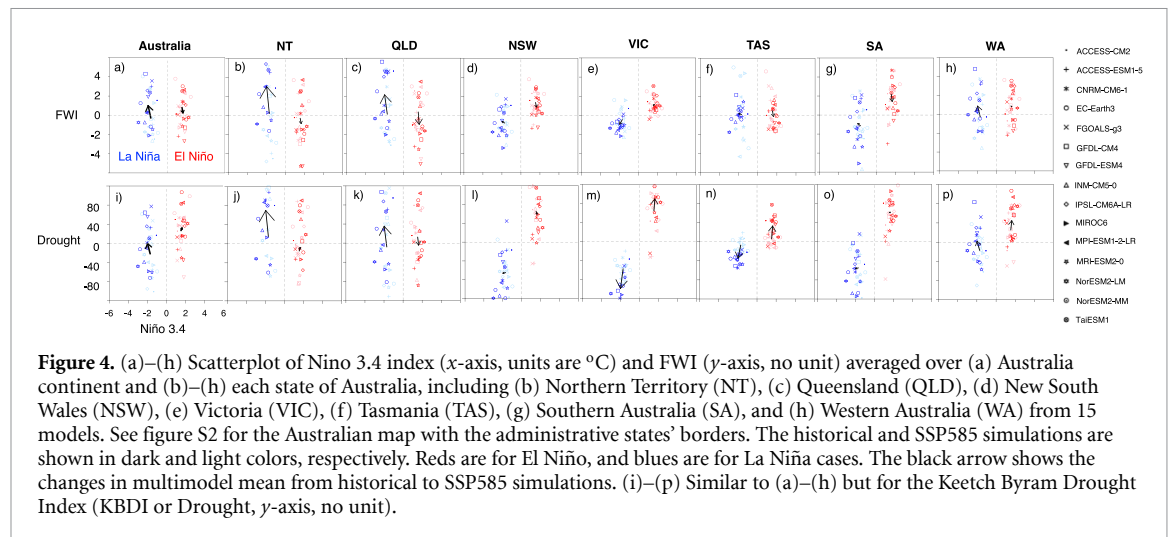 Australia NT QLD NSW VIC TAS SA WA
a) b) c) d) e) f) g) h)
4
2
FWI 0
-2
-4
La Niña El Niño
i) j) k) l) m) n) o) p)
80
40
Drought 0
-40
-80
-6 -4 -2 0 2 4 6
Niño 3.4
ACCESS-CM2
ACCESS-ESM1-5
CNRM-CM6-1
EC-Earth3
FGOALS-g3
GFDL-CM4
GFDL-ESM4
INM-CM5-0
IPSL-CM6A-LR
MIROC6
MPI-ESM1-2-LR
MRI-ESM2-0
NorESM2-LM
NorESM2-MM
TaiESM1
Figure 4. (a)–(h) Scatterplot of Nino 3.4 index (x-axis, units are °C) and FWI (y-axis, no unit) averaged over (a) Australia
continent and (b)–(h) each state of Australia, including (b) Northern Territory (NT), (c) Queensland (QLD), (d) New South
Wales (NSW), (e) Victoria (VIC), (f) Tasmania (TAS), (g) Southern Australia (SA), and (h) Western Australia (WA) from 15
models. See figure S2 for the Australian map with the administrative states' borders. The historical and SSP585 simulations are
shown in dark and light colors, respectively. Reds are for El Niño, and blues are for La Niña cases. The black arrow shows the
changes in multimodel mean from historical to SSP585 simulations. (i)–(p) Similar to (a)–(h) but for the Keetch Byram Drought
Index (KBDI or Drought, y-axis, no unit).